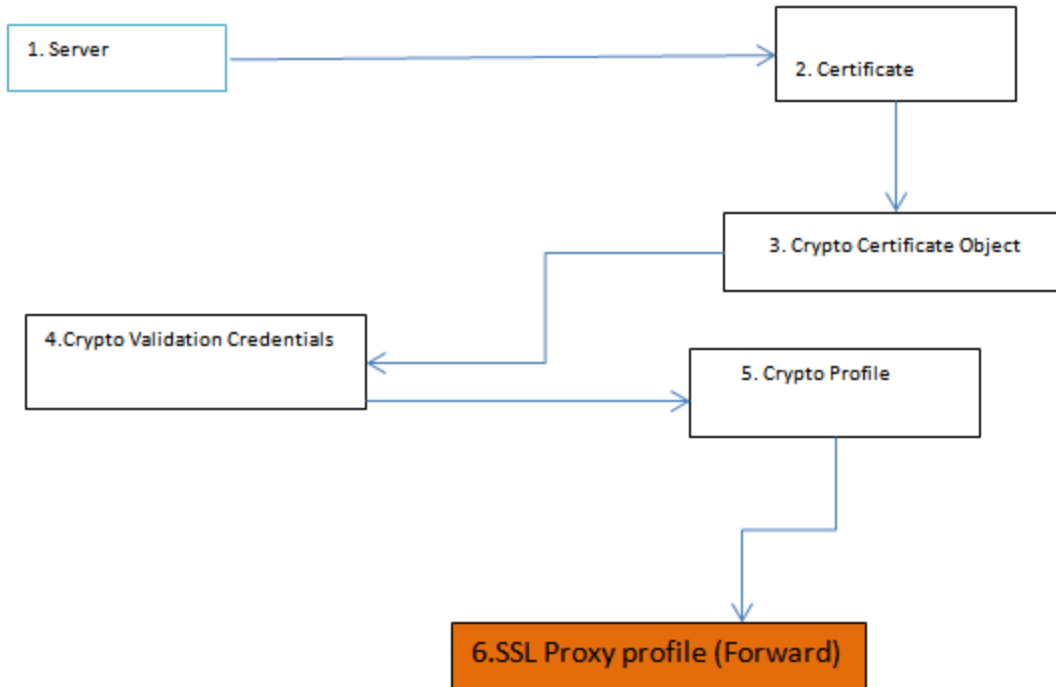 1. Server
2. Certificate
3. Crypto Certificate Object
4.Crypto Validation Credentials
5. Crypto Profile
6.SSL Proxy profile (Forward)